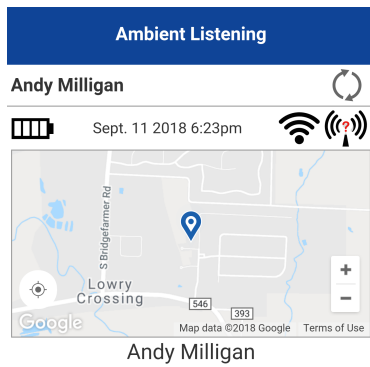 Ambient Listening
Andy Milligan
Sept. 11 2018 6:23pm
?
S Bridgefarmer Rd
Lowry
Crossing
546
393
Google
Map data ©2018 Google Terms of Use
Andy Milligan